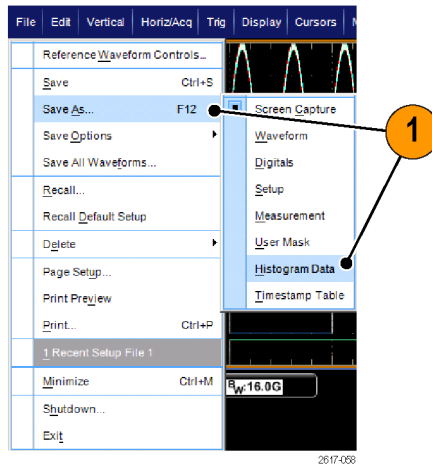 File Edit Vertical Horiz/Acq Trig Display Cursors
Reference Waveform Controls...
Save Ctrl+S
Save As... F12
Save Options
Save All Waveforms...
Recall...
Recall Default Setup
Delete
Page Setup...
Print Preview
Print... Ctrl+P
1 Recent Setup File 1
Minimize Ctrl+M
Shutdown...
Exit
Screen Capture
Waveform
Digitals
Setup
Measurement
User Mask
Histogram Data
Timestamp Table
1
BW:16.0G
2617-058